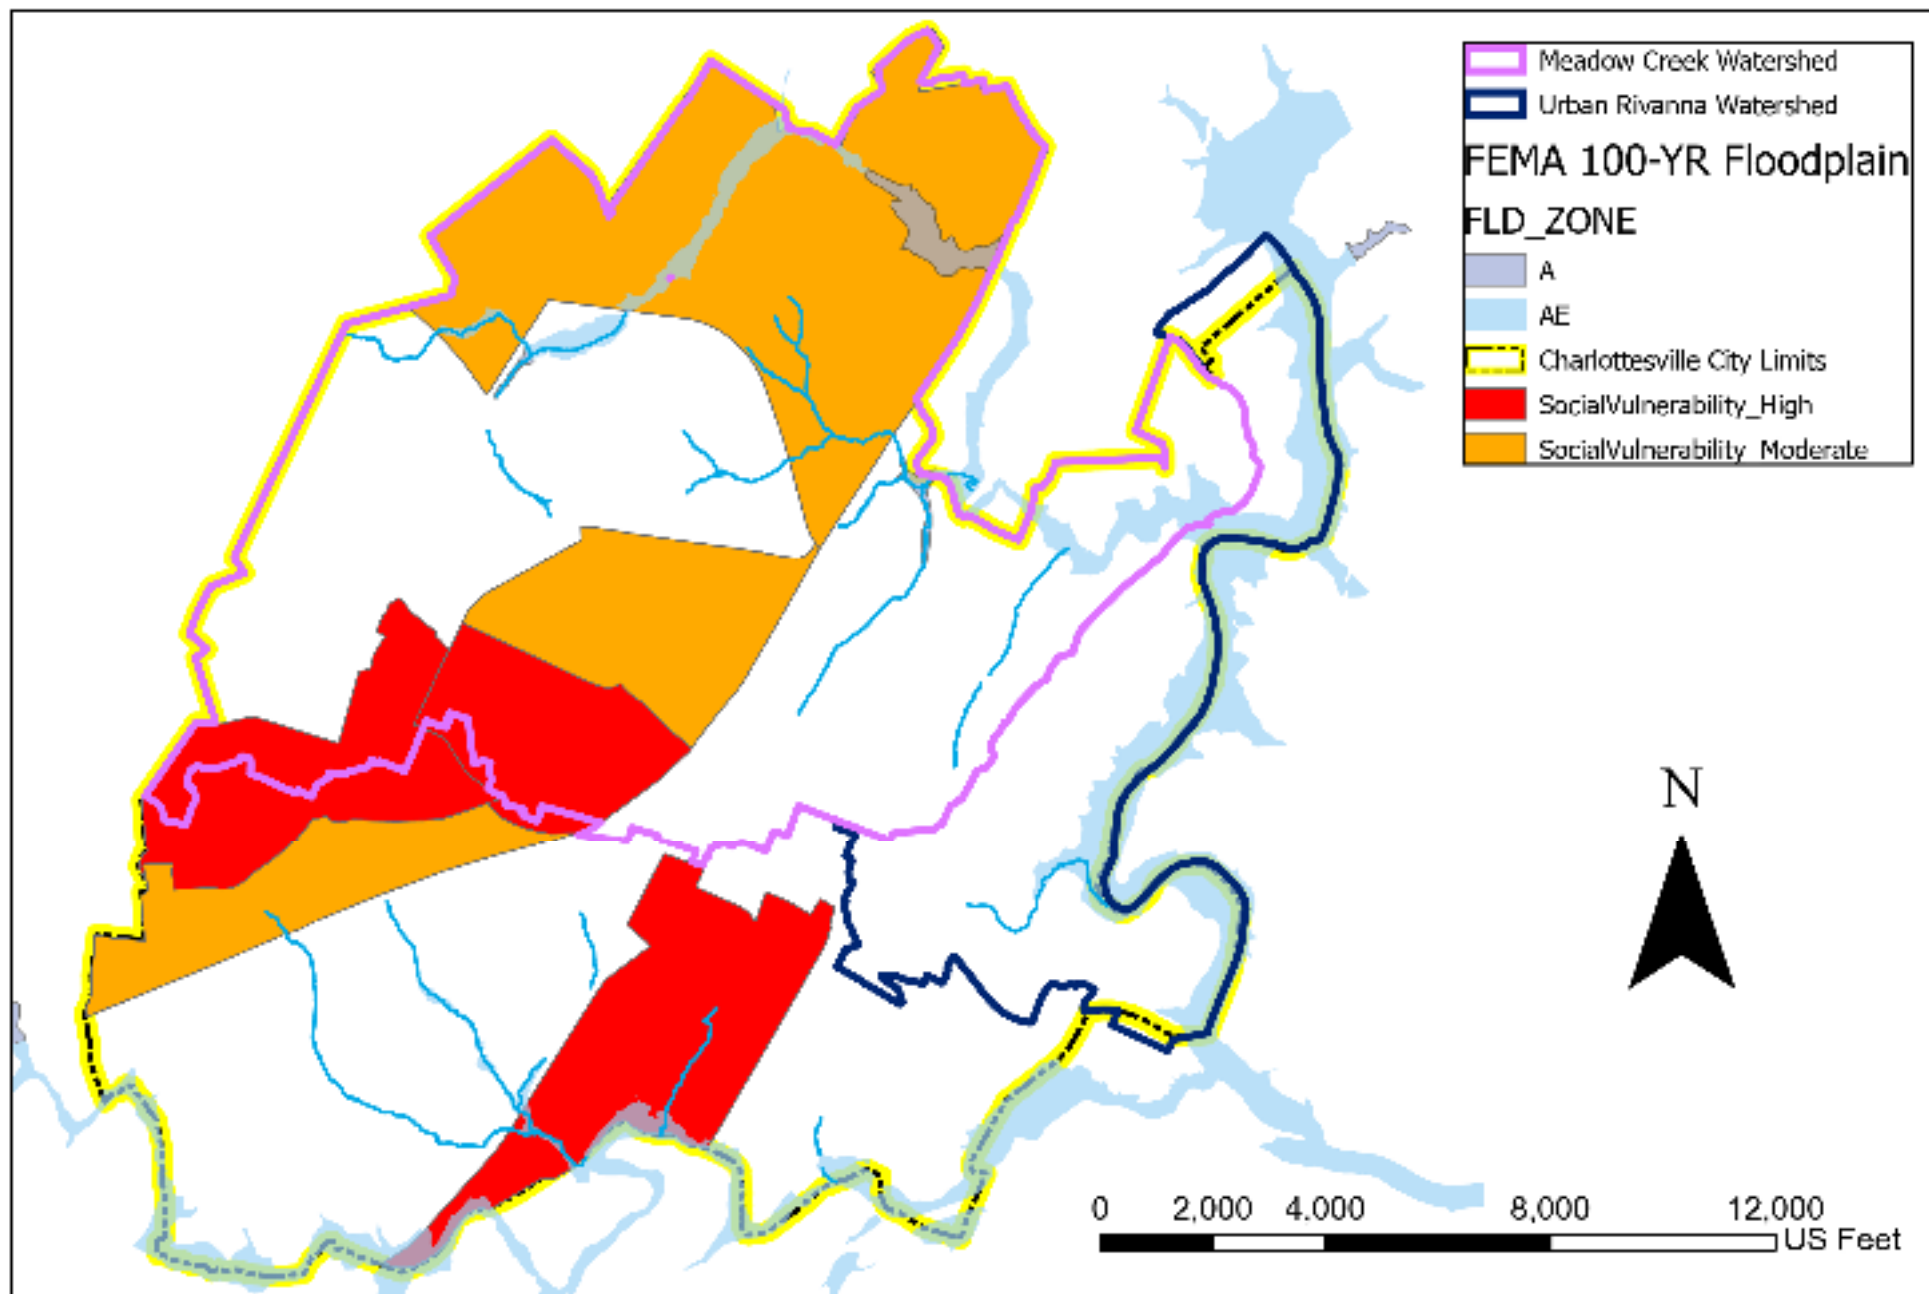 Meadow Creek Watershed
Urban Rivanna Watershed
FEMA 100-YR Floodplain
FLD_ZONE
A
AE
Charlottesville City Limits
SocialVulnerability_High
SocialVulnerability_Moderate
N
0 2,000 4,000 8,000 12,000
US Feet